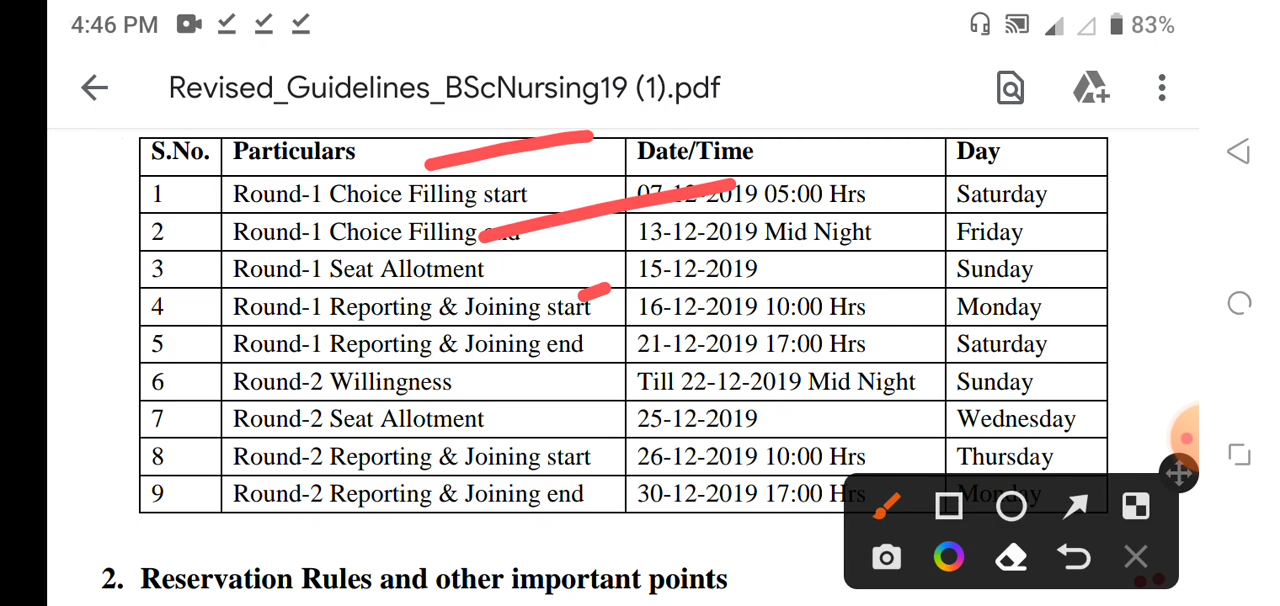 4:46 PM 83%
Revised_Guidelines_BScNursing19 (1).pdf
S.No. Particulars Date/Time Day
1 Round-1 Choice Filling start 07-12-2019 05:00 Hrs Saturday
2 Round-1 Choice Filling end 13-12-2019 Mid Night Friday
3 Round-1 Seat Allotment 15-12-2019 Sunday
4 Round-1 Reporting & Joining start 16-12-2019 10:00 Hrs Monday
5 Round-1 Reporting & Joining end 21-12-2019 17:00 Hrs Saturday
6 Round-2 Willingness Till 22-12-2019 Mid Night Sunday
7 Round-2 Seat Allotment 25-12-2019 Wednesday
8 Round-2 Reporting & Joining start 26-12-2019 10:00 Hrs Thursday
9 Round-2 Reporting & Joining end 30-12-2019 17:00 Hrs Monday
2. Reservation Rules and other important points